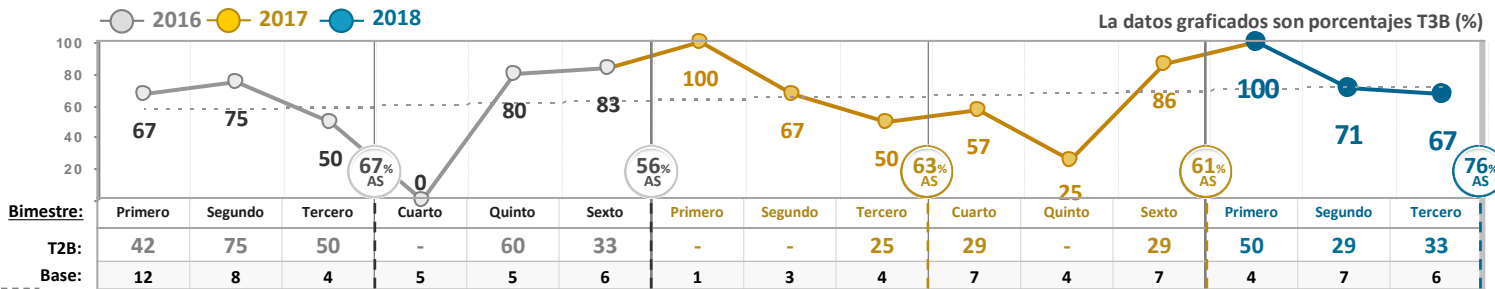 2016 2017 2018
La datos graficados son porcentajes T3B (%)
100
80
60
40
20
67 75 50 0 80 83 100 67 50 57 25 86 100 71 67
67% AS 56% AS 63% AS 61% AS 76% AS
Bimestre: Primero Segundo Tercero Cuarto Quinto Sexto Primero Segundo Tercero Cuarto Quinto Sexto Primero Segundo Tercero
T2B: 42 75 50 - 60 33 - - 25 29 - 29 50 29 33
Base: 12 8 4 5 5 6 1 3 4 7 4 7 4 7 6